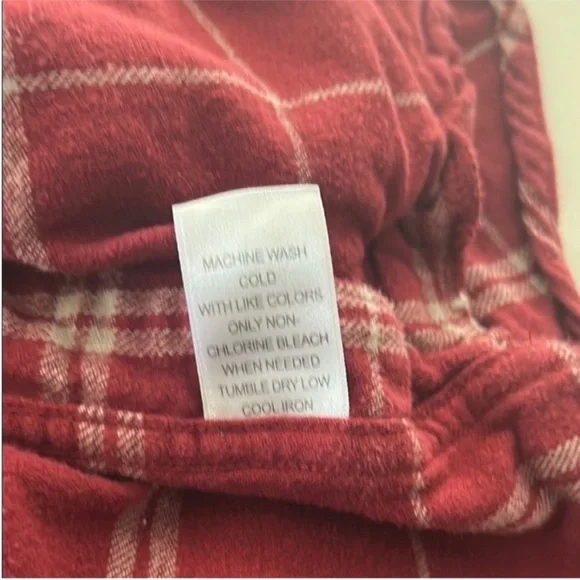 MACHINE WASH
COLD
WITH LIKE COLORS
ONLY NON-
CHLORINE BLEACH
WHEN NEEDED
TUMBLE DRY LOW
COOL IRON